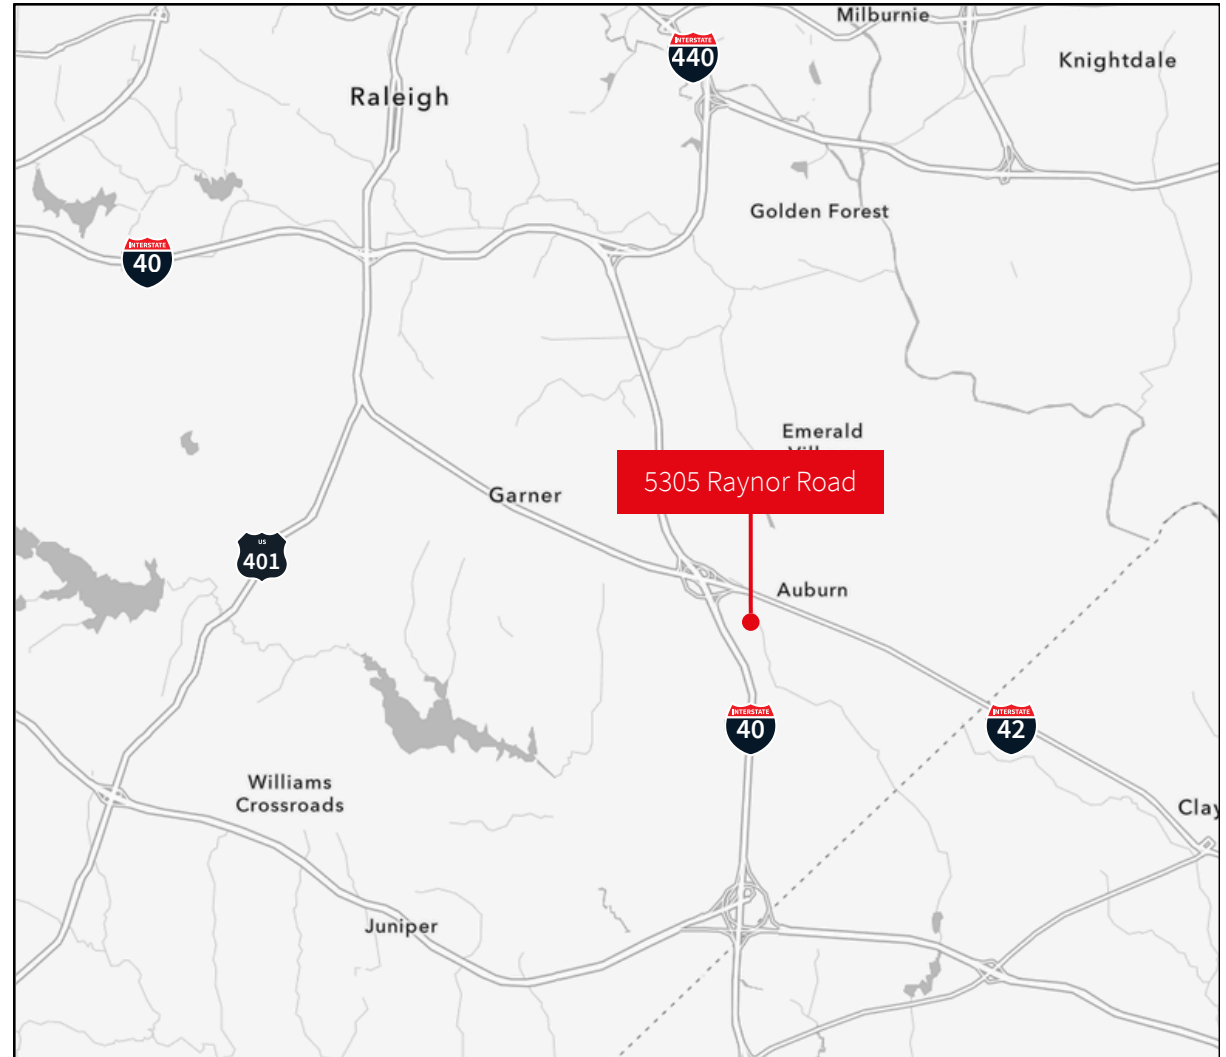 Milburnie
INTERSTATE
440
Knightdale
Raleigh
Golden Forest
INTERSTATE
40
Emerald
5305 Raynor Road
Garner
US
401
Auburn
INTERSTATE
40
INTERSTATE
42
Williams
Crossroads
Clay
Juniper